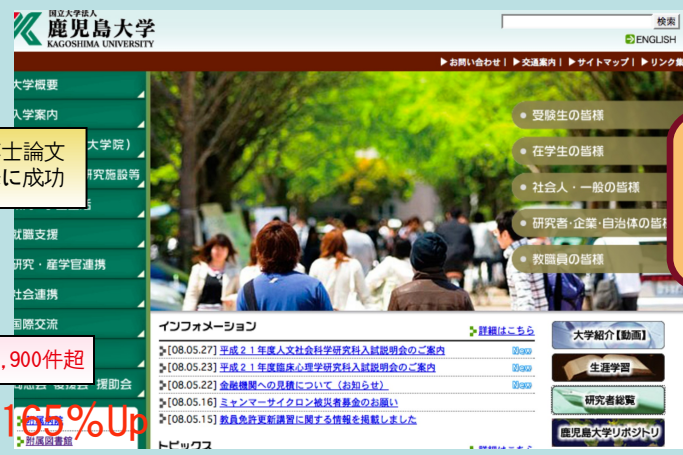 国立大学法人
鹿児島大学
KAGOSHIMA UNIVERSITY
検索
ENGLISH
お問い合わせ | 交通案内 | サイトマップ | リンク集
大学概要
入学案内
大学院)
士論文
に成功
研究施設等
就職支援
研究・産学官連携
社会連携
国際交流
,900件超
165%Up
附属図書館
受験生の皆様
在学生の皆様
社会人・一般の皆様
研究者・企業・自治体の皆様
教職員の皆様
インフォメーション
詳細はこちら
[08.05.27] 平成21年度人文社会科学研究科入試説明会のご案内 New
[08.05.23] 平成21年度臨床心理学研究科入試説明会のご案内 New
[08.05.22] 金融機関への見積について(お知らせ) New
[08.05.16] ミャンマーサイクロン被災者募金のお願い
[08.05.15] 教員免許更新講習に関する情報を掲載しました
トピックス
詳細はこちら
大学紹介【動画】
生涯学習
研究者総覧
鹿児島大学リポジトリ